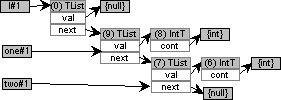 l#1
(0) TList
{null}
val
next
(9) TList
(8) IntT
{int}
one#1
val
cont
next
(7) TList
(6) IntT
{int}
two#1
val
cont
next
{null}